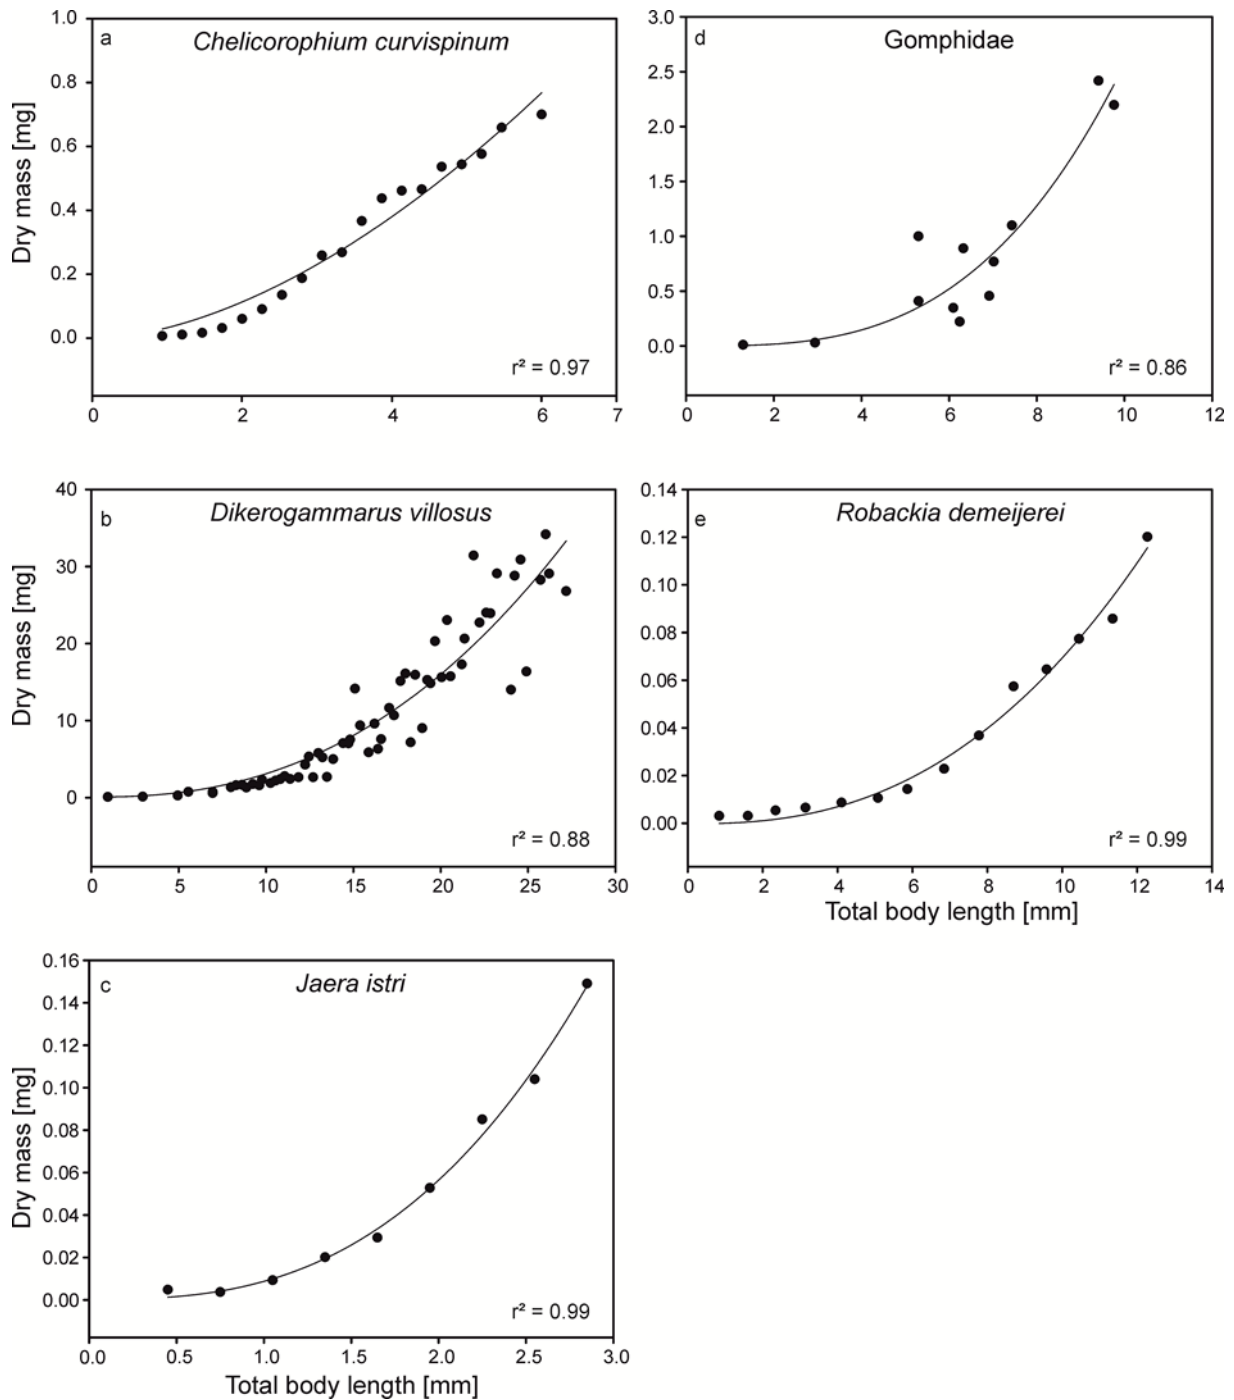 a
Chelicorophium curvispinum
1.0
0.8
0.6
0.4
0.2
0.0
Dry mass [mg]
r² = 0.97
0 2 4 6 7
d
Gomphidae
3.0
2.5
2.0
1.5
1.0
0.5
0.0
r² = 0.86
0 2 4 6 8 10 12
b
Dikerogammarus villosus
40
30
20
10
0
Dry mass [mg]
r² = 0.88
0 5 10 15 20 25 30
e
Robackia demeijerei
0.14
0.12
0.10
0.08
0.06
0.04
0.02
0.00
r² = 0.99
0 2 4 6 8 10 12 14
Total body length [mm]
c
Jaera istri
0.16
0.14
0.12
0.10
0.08
0.06
0.04
0.02
0.00
Dry mass [mg]
r² = 0.99
0.0 0.5 1.0 1.5 2.0 2.5 3.0
Total body length [mm]